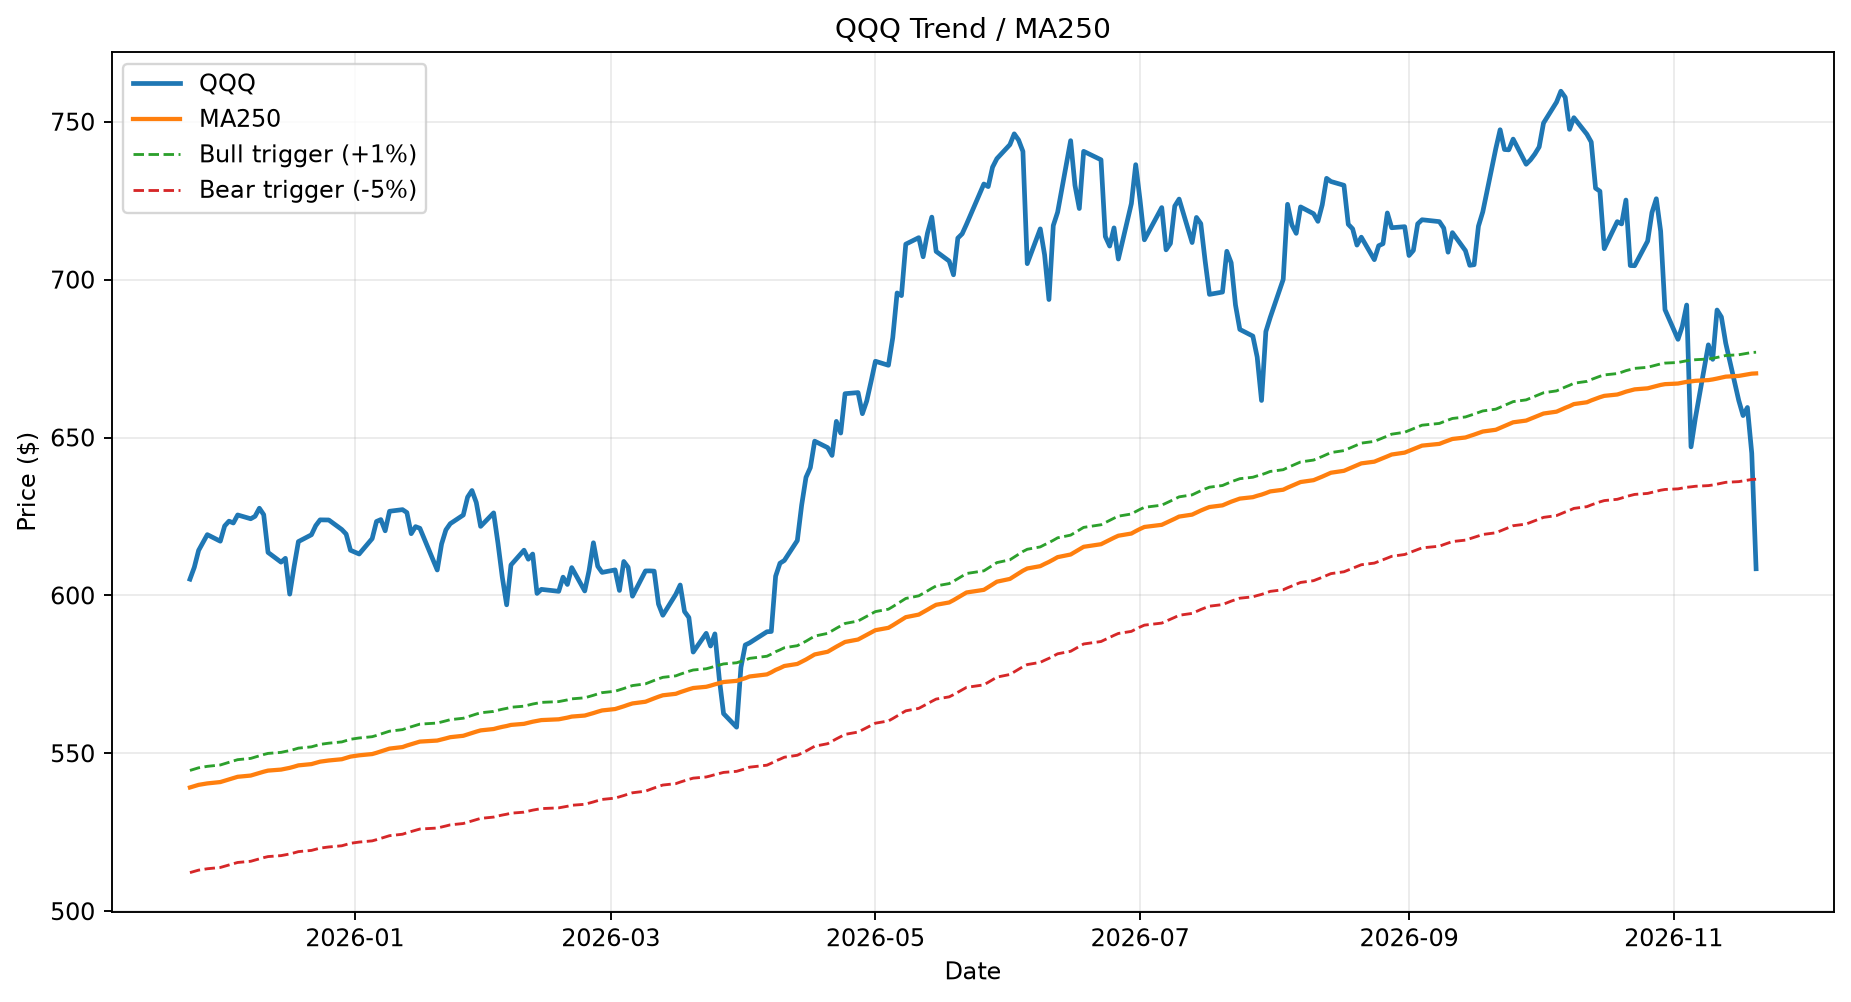 QQQ Trend / MA250
QQQ
MA250
Bull trigger (+1%)
Bear trigger (-5%)
Price ($)
750
700
650
600
550
500
2026-01
2026-03
2026-05
2026-07
2026-09
2026-11
Date